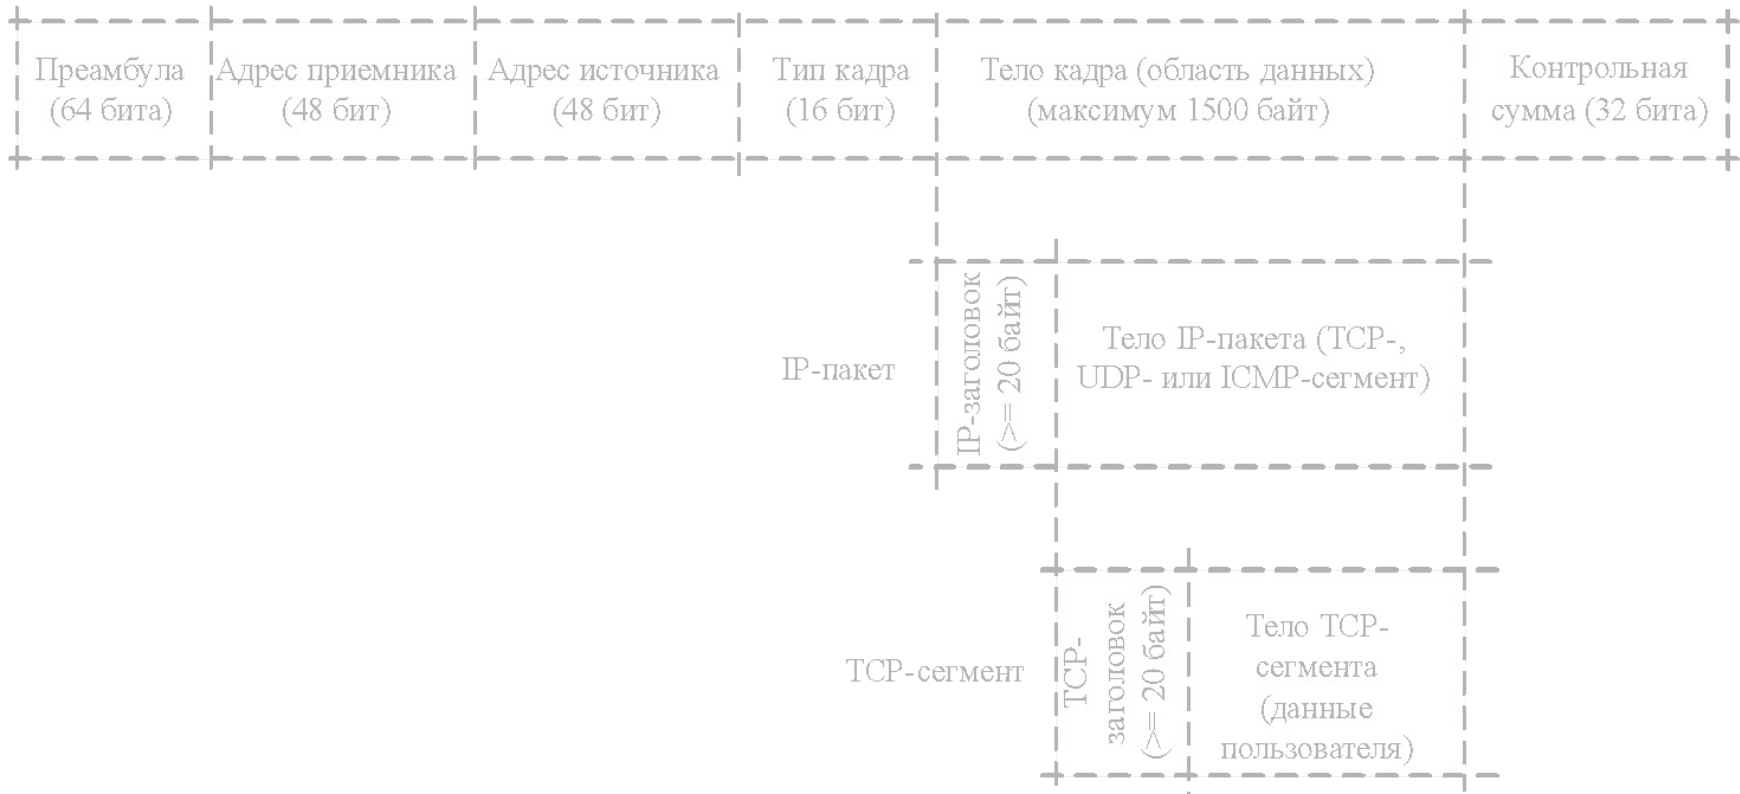 Преамбула
(64 бита)
Адрес приемника
(48 бит)
Адрес источника
(48 бит)
Тип кадра
(16 бит)
Тело кадра (область данных)
(максимум 1500 байт)
Контрольная
сумма (32 бита)
IP-пакет
IP-заголовок
(>= 20 байт)
Тело IP-пакета (TCP-,
UDP- или ICMP-сегмент)
TCP-сегмент
TCP-
заголовок
(>= 20 байт)
Тело TCP-
сегмента
(данные
пользователя)